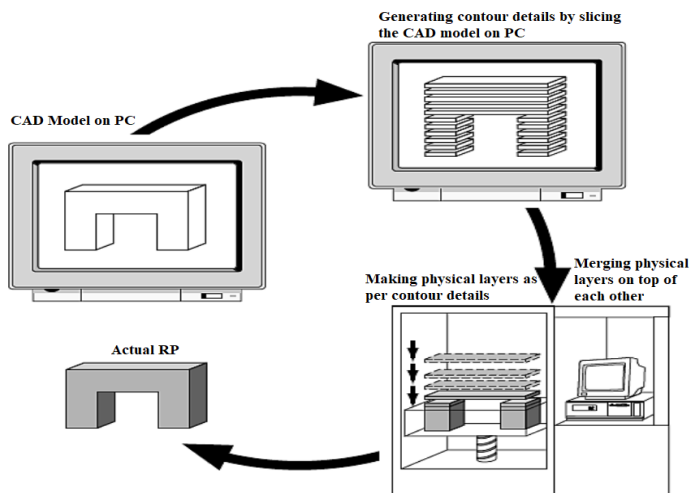 Generating contour details by slicing
the CAD model on PC
CAD Model on PC
Making physical layers as
per contour details
Merging physical
layers on top of
each other
Actual RP